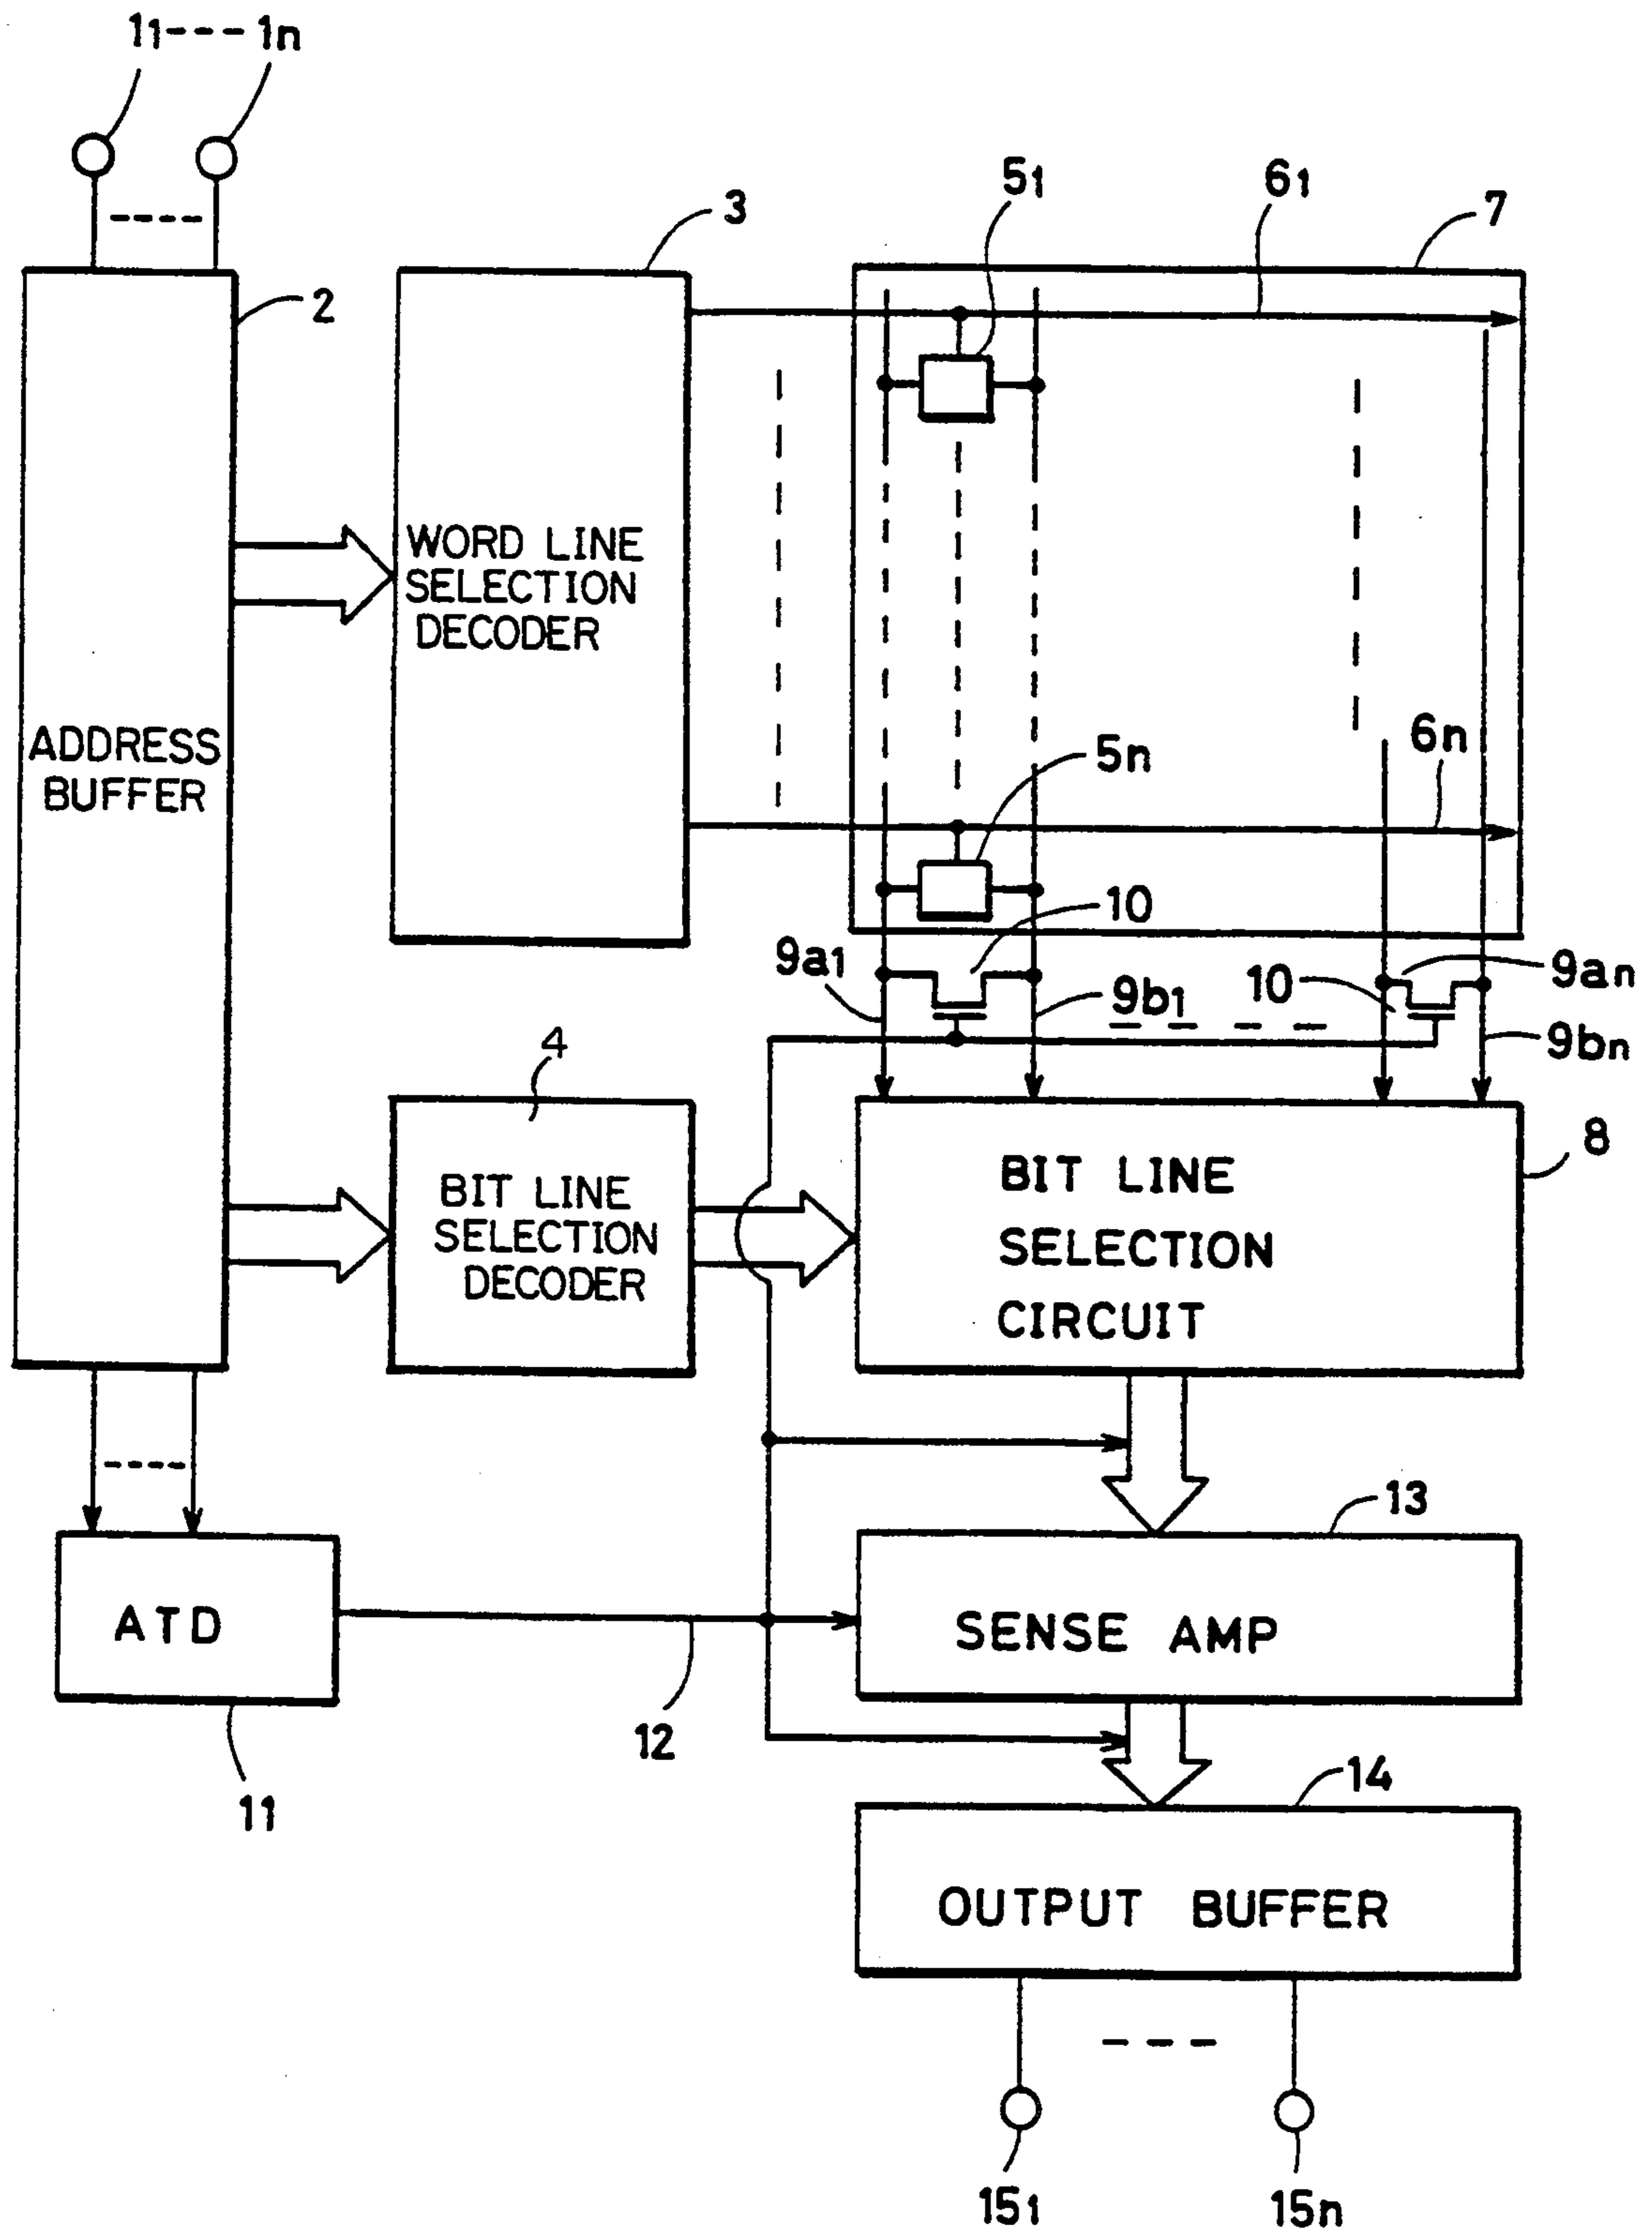 1₁---1n
3
5₁
6₁
7
2
WORD LINE
SELECTION
DECODER
ADDRESS
BUFFER
6n
5n
10
9a₁
9b₁
10
9an
9bn
4
8
BIT LINE
SELECTION
DECODER
BIT LINE
SELECTION
CIRCUIT
13
ATD
SENSE AMP
12
11
14
OUTPUT BUFFER
15₁
15n